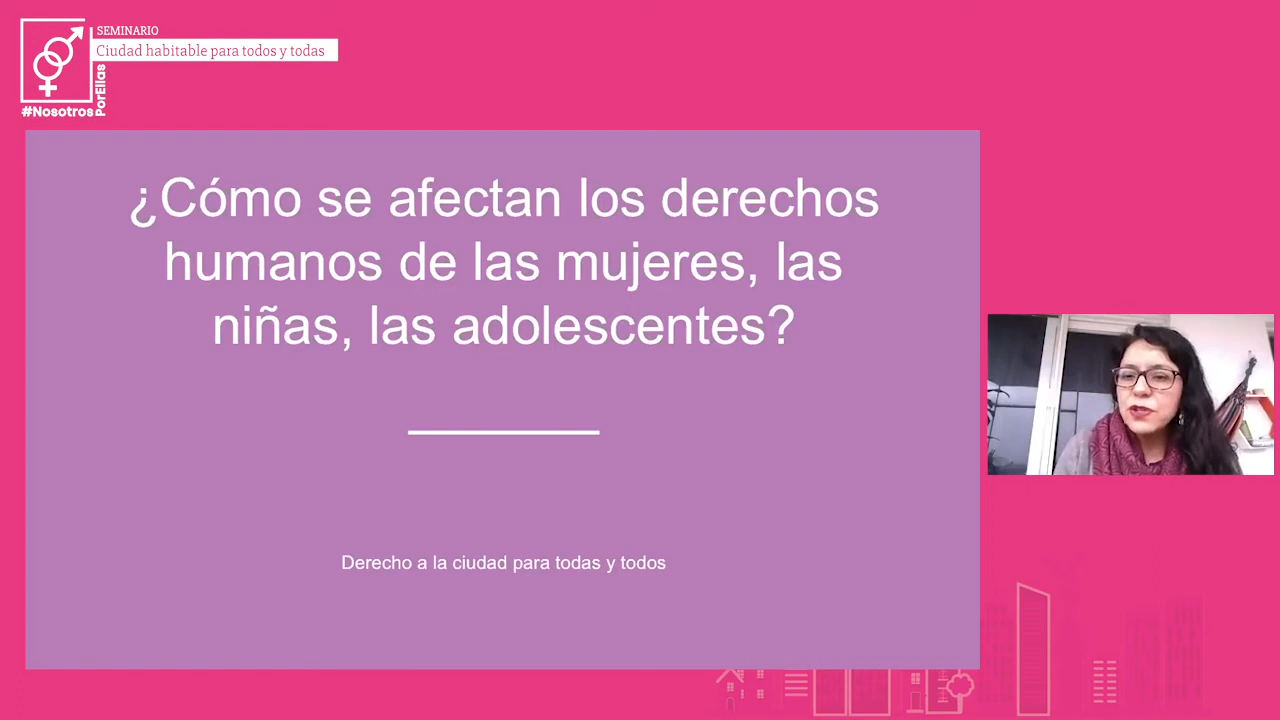 SEMINARIO
Ciudad habitable para todos y todas
#Nosotros
PorEllas
¿Cómo se afectan los derechos
humanos de las mujeres, las
niñas, las adolescentes?
Derecho a la ciudad para todas y todos